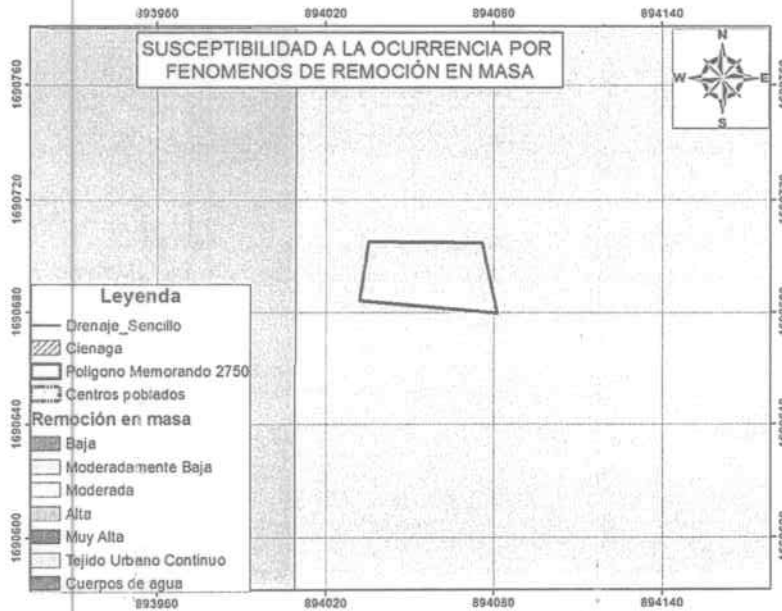 893960 894020 894080 894140
SUSCEPTIBILIDAD A LA OCURRENCIA POR
FENOMENOS DE REMOCIÓN EN MASA
N
W E
S
1690760
1690720
1690680
1690640
1690600
Leyenda
Drenaje_Sencillo
Cienaga
Poligono Memorando 2750
Centros poblados
Remoción en masa
Baja
Moderadamente Baja
Moderada
Alta
Muy Alta
Tejido Urbano Continuo
Cuerpos de agua
893960 894020 894080 894140